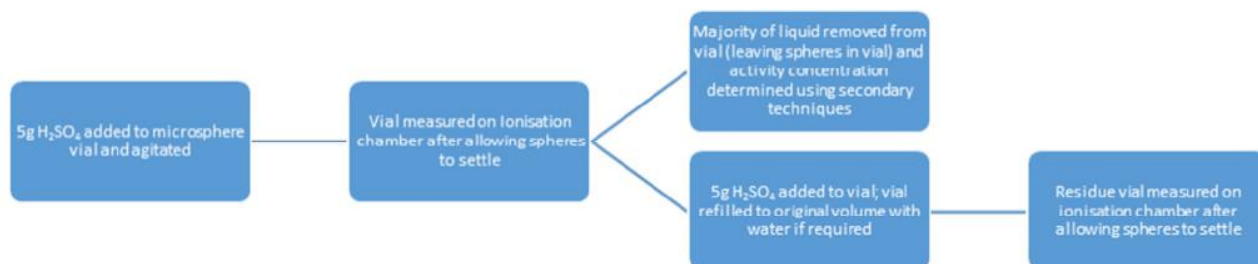 5g H₂SO₄ added to microsphere
vial and agitated
Vial measured on Ionisation
chamber after allowing spheres
to settle
Majority of liquid removed from
vial (leaving spheres in vial) and
activity concentration
determined using secondary
techniques
5g H₂SO₄ added to vial; vial
refilled to original volume with
water if required
Residue vial measured on
ionisation chamber after
allowing spheres to settle